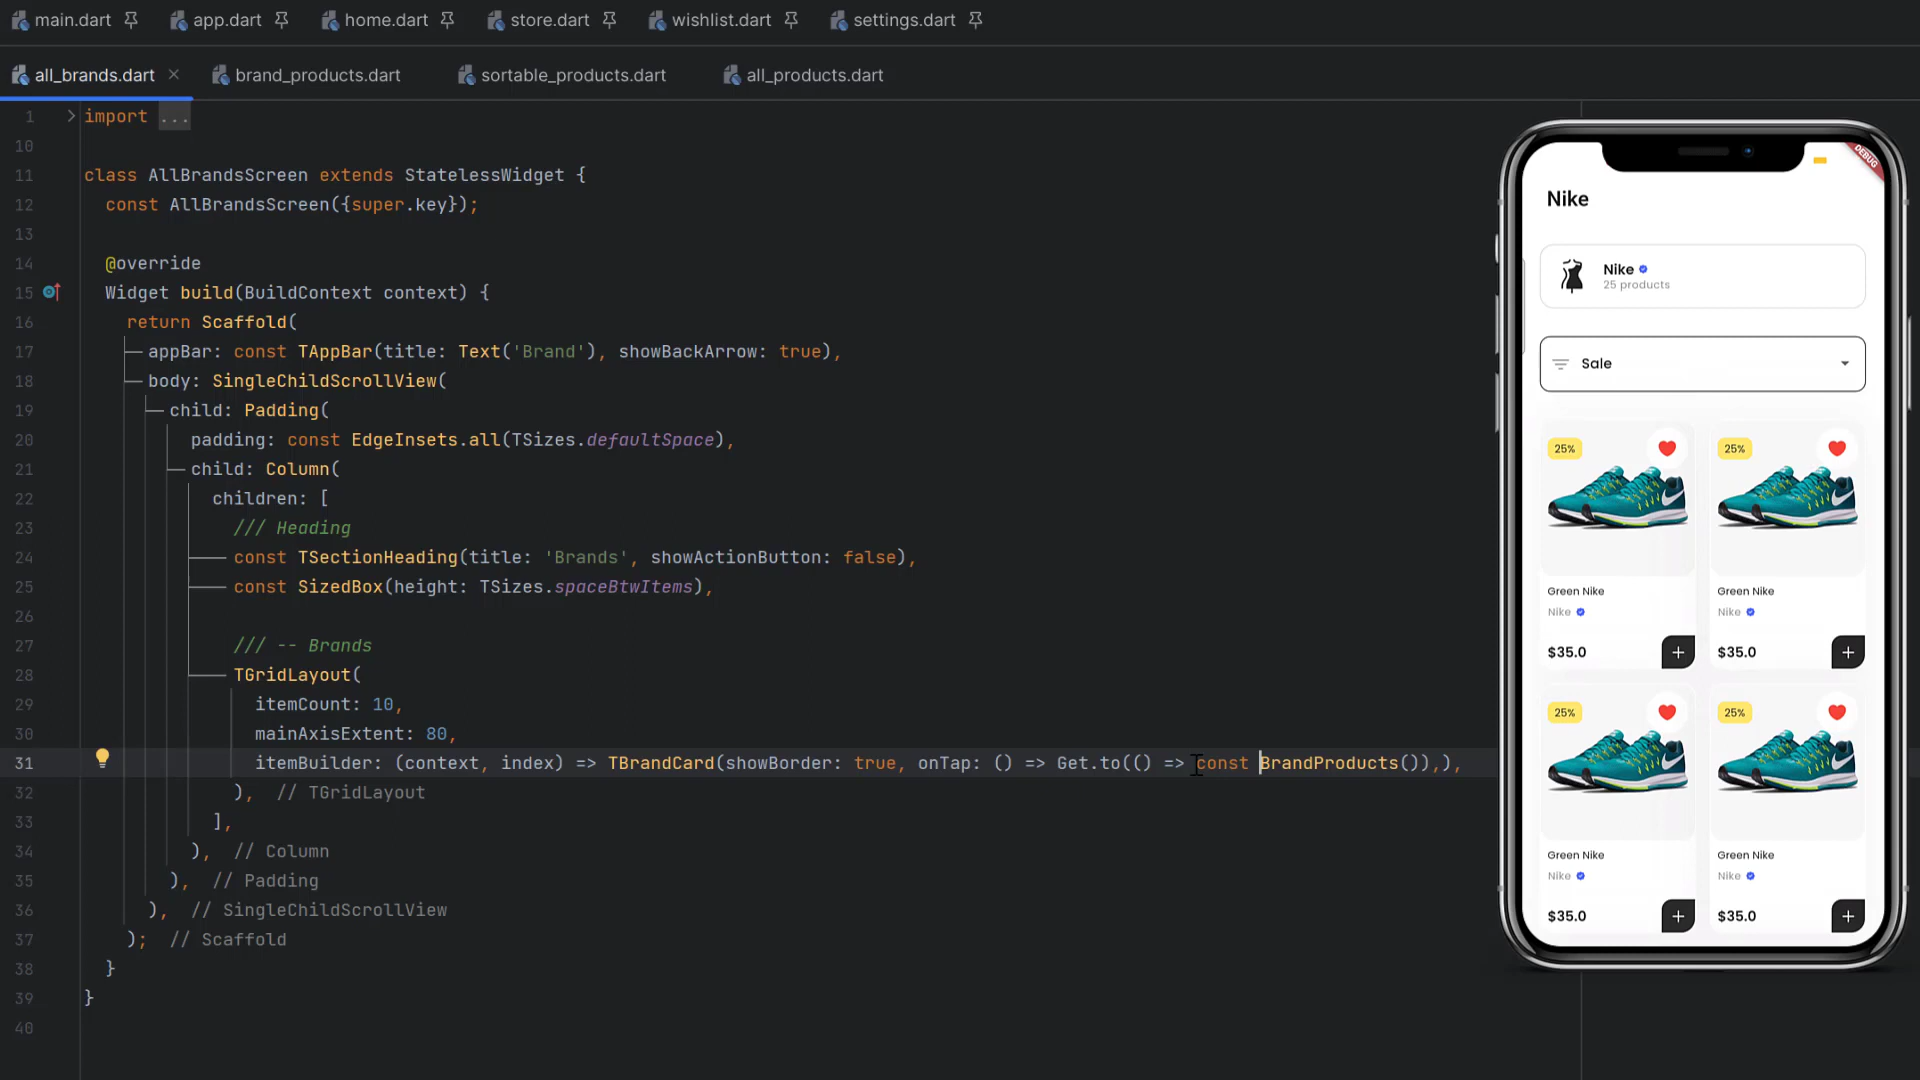 main.dart app.dart home.dart store.dart wishlist.dart settings.dart
all_brands.dart × brand_products.dart sortable_products.dart all_products.dart
1 import ...
10
11 class AllBrandsScreen extends StatelessWidget {
12 const AllBrandsScreen({super.key});
13
14 @override
15 Widget build(BuildContext context) {
16 return Scaffold(
17 appBar: const TAppBar(title: Text('Brand'), showBackArrow: true),
18 body: SingleChildScrollView(
19 child: Padding(
20 padding: const EdgeInsets.all(TSizes.defaultSpace),
21 child: Column(
22 children: [
23 /// Heading
24 const TSectionHeading(title: 'Brands', showActionButton: false),
25 const SizedBox(height: TSizes.spaceBtwItems),
26
27 /// -- Brands
28 TGridLayout(
29 itemCount: 10,
30 mainAxisExtent: 80,
31 itemBuilder: (context, index) => TBrandCard(showBorder: true, onTap: () => Get.to(() => const BrandProducts()),),
32 ), // TGridLayout
33 ],
34 ), // Column
35 ), // Padding
36 ), // SingleChildScrollView
37 ); // Scaffold
38 }
39 }
40
DEBUG
Nike
Nike
25 products
Sale
25% 25%
Green Nike Green Nike
Nike Nike
$35.0 + $35.0 +
25% 25%
Green Nike Green Nike
Nike Nike
$35.0 + $35.0 +